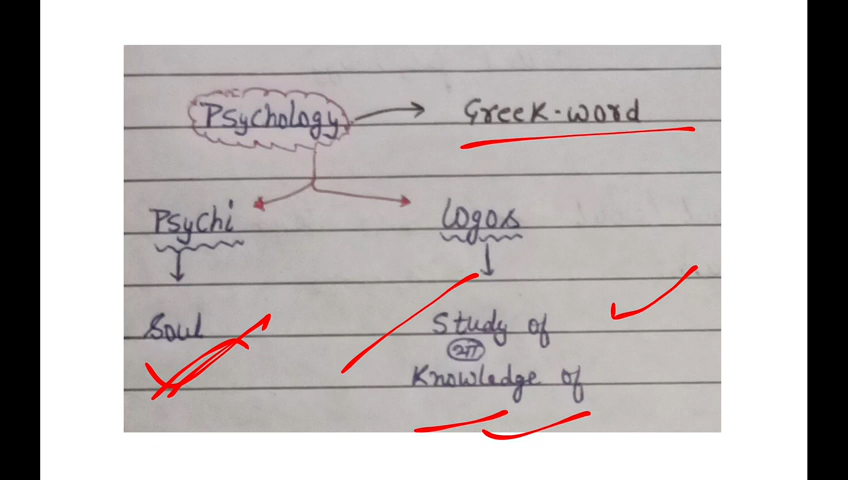 Psychology → Greek-word
Psychi
Logos
Soul
Study of
या
Knowledge of